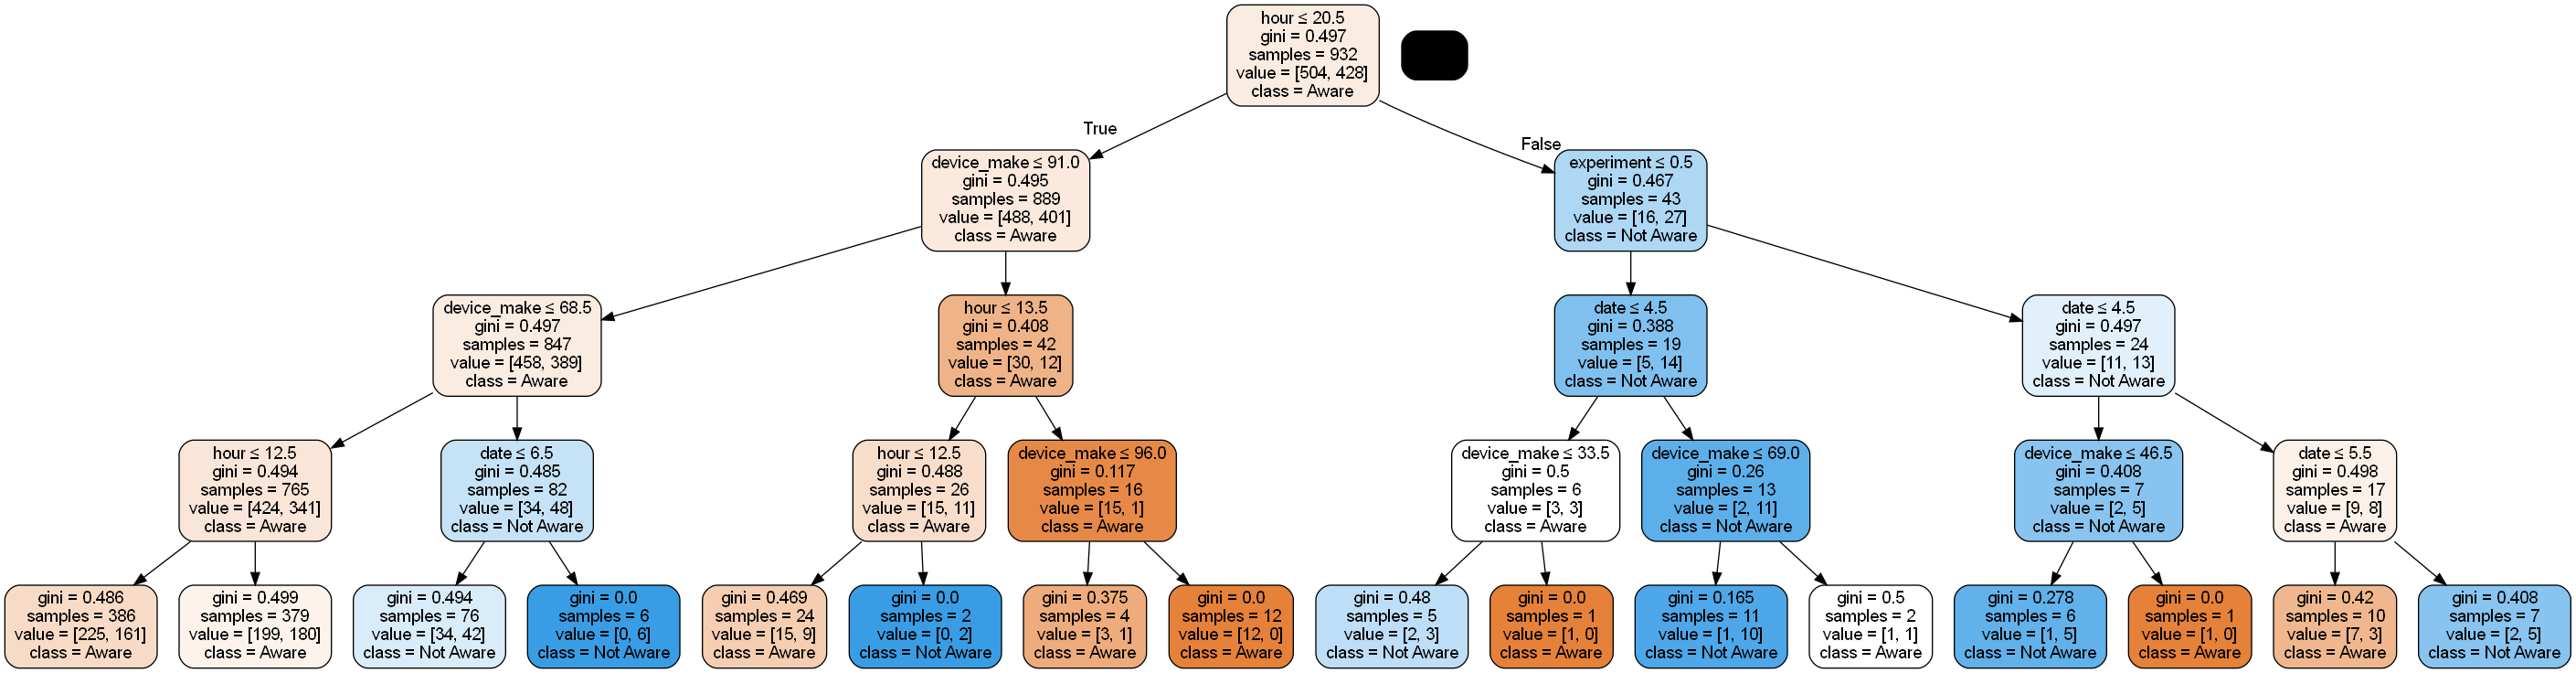 hour ≤ 20.5
gini = 0.497
samples = 932
value = [504, 428]
class = Aware
True
False
device_make ≤ 91.0
gini = 0.495
samples = 889
value = [488, 401]
class = Aware
experiment ≤ 0.5
gini = 0.467
samples = 43
value = [16, 27]
class = Not Aware
device_make ≤ 68.5
gini = 0.497
samples = 847
value = [458, 389]
class = Aware
hour ≤ 13.5
gini = 0.408
samples = 42
value = [30, 12]
class = Aware
date ≤ 4.5
gini = 0.388
samples = 19
value = [5, 14]
class = Not Aware
date ≤ 4.5
gini = 0.497
samples = 24
value = [11, 13]
class = Not Aware
hour ≤ 12.5
gini = 0.494
samples = 765
value = [424, 341]
class = Aware
date ≤ 6.5
gini = 0.485
samples = 82
value = [34, 48]
class = Not Aware
hour ≤ 12.5
gini = 0.488
samples = 26
value = [15, 11]
class = Aware
device_make ≤ 96.0
gini = 0.117
samples = 16
value = [15, 1]
class = Aware
device_make ≤ 33.5
gini = 0.5
samples = 6
value = [3, 3]
class = Aware
device_make ≤ 69.0
gini = 0.26
samples = 13
value = [2, 11]
class = Not Aware
device_make ≤ 46.5
gini = 0.408
samples = 7
value = [2, 5]
class = Not Aware
date ≤ 5.5
gini = 0.498
samples = 17
value = [9, 8]
class = Aware
gini = 0.486
samples = 386
value = [225, 161]
class = Aware
gini = 0.499
samples = 379
value = [199, 180]
class = Aware
gini = 0.494
samples = 76
value = [34, 42]
class = Not Aware
gini = 0.0
samples = 6
value = [0, 6]
class = Not Aware
gini = 0.469
samples = 24
value = [15, 9]
class = Aware
gini = 0.0
samples = 2
value = [0, 2]
class = Not Aware
gini = 0.375
samples = 4
value = [3, 1]
class = Aware
gini = 0.0
samples = 12
value = [12, 0]
class = Aware
gini = 0.48
samples = 5
value = [2, 3]
class = Not Aware
gini = 0.0
samples = 1
value = [1, 0]
class = Aware
gini = 0.165
samples = 11
value = [1, 10]
class = Not Aware
gini = 0.5
samples = 2
value = [1, 1]
class = Aware
gini = 0.278
samples = 6
value = [1, 5]
class = Not Aware
gini = 0.0
samples = 1
value = [1, 0]
class = Aware
gini = 0.42
samples = 10
value = [7, 3]
class = Aware
gini = 0.408
samples = 7
value = [2, 5]
class = Not Aware